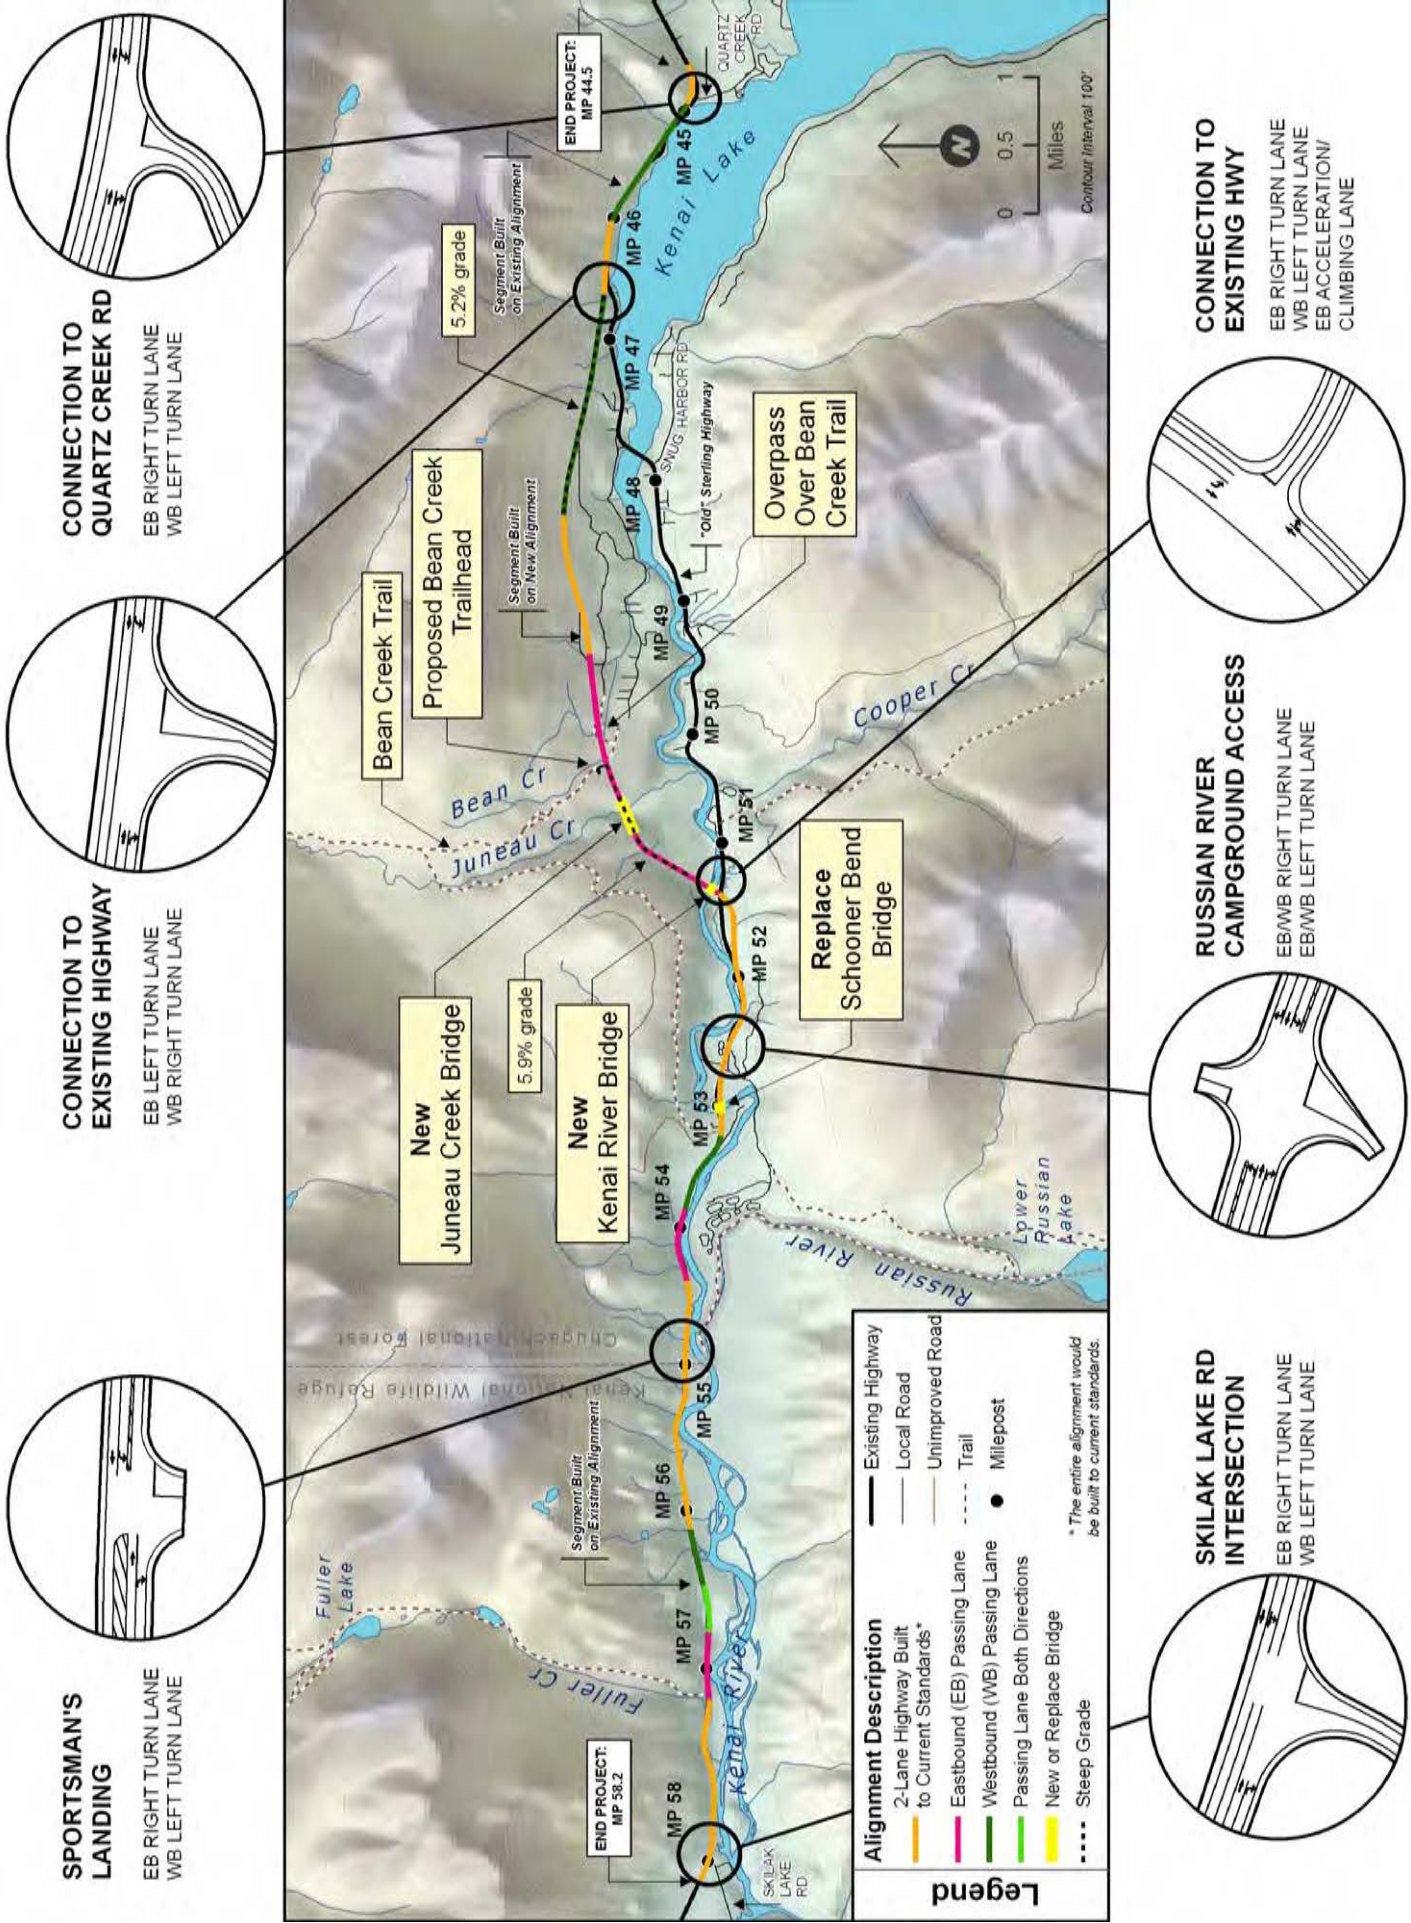 SPORTSMAN'S
LANDING
EB RIGHT TURN LANE
WB LEFT TURN LANE
CONNECTION TO
EXISTING HIGHWAY
EB LEFT TURN LANE
WB RIGHT TURN LANE
CONNECTION TO
QUARTZ CREEK RD
EB RIGHT TURN LANE
WB LEFT TURN LANE
Fuller
Lake
Fuller Cr
END PROJECT:
MP 58.2
MP 58
SKILAK
LAKE
RD
Kenai River
MP 57
Segment Built
on Existing Alignment
MP 56
MP 55
Kenai National Wildlife Refuge
Chugach National Forest
MP 54
MP 53
New
Juneau Creek Bridge
5.9% grade
New
Kenai River Bridge
Replace
Schooner Bend
Bridge
MP 52
MP 51
Juneau Cr
Bean Cr
Bean Creek Trail
Proposed Bean Creek
Trailhead
Segment Built
on New Alignment
MP 50
MP 49
MP 48
MP 47
MP 46
MP 45
Cooper Cr
"Old" Sterling Highway
SNUG HARBOR RD
Overpass
Over Bean
Creek Trail
5.2% grade
Segment Built
on Existing Alignment
END PROJECT:
MP 44.5
QUARTZ
CREEK
RD
Kenai Lake
Russian River
Lower
Russian
Lake
N
0 0.5 1
Miles
Contour Interval 100'
Legend
Alignment Description
2-Lane Highway Built
to Current Standards*
Eastbound (EB) Passing Lane
Westbound (WB) Passing Lane
Passing Lane Both Directions
New or Replace Bridge
Steep Grade
Existing Highway
Local Road
Unimproved Road
Trail
Milepost
* The entire alignment would
be built to current standards.
SKILAK LAKE RD
INTERSECTION
EB RIGHT TURN LANE
WB LEFT TURN LANE
RUSSIAN RIVER
CAMPGROUND ACCESS
EB/WB RIGHT TURN LANE
EB/WB LEFT TURN LANE
CONNECTION TO
EXISTING HWY
EB RIGHT TURN LANE
WB LEFT TURN LANE
EB ACCELERATION/
CLIMBING LANE